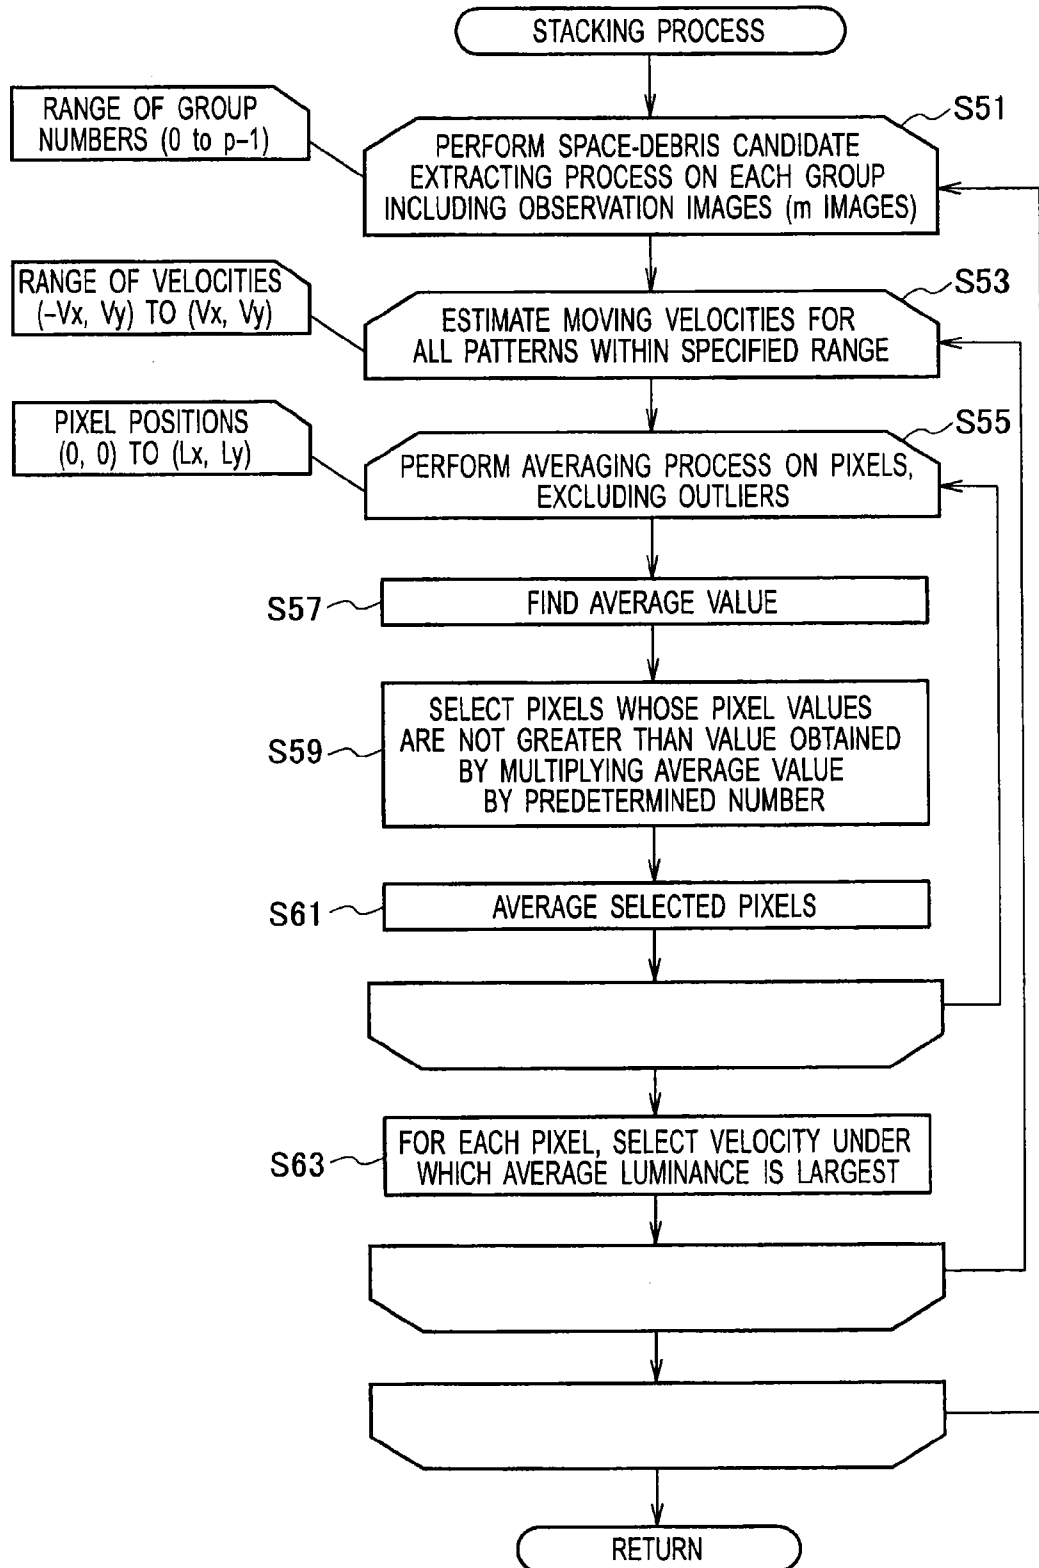 STACKING PROCESS
RANGE OF GROUP
NUMBERS (0 to p–1)
S51
PERFORM SPACE-DEBRIS CANDIDATE
EXTRACTING PROCESS ON EACH GROUP
INCLUDING OBSERVATION IMAGES (m IMAGES)
RANGE OF VELOCITIES
(–Vx, Vy) TO (Vx, Vy)
S53
ESTIMATE MOVING VELOCITIES FOR
ALL PATTERNS WITHIN SPECIFIED RANGE
PIXEL POSITIONS
(0, 0) TO (Lx, Ly)
S55
PERFORM AVERAGING PROCESS ON PIXELS,
EXCLUDING OUTLIERS
S57
FIND AVERAGE VALUE
S59
SELECT PIXELS WHOSE PIXEL VALUES
ARE NOT GREATER THAN VALUE OBTAINED
BY MULTIPLYING AVERAGE VALUE
BY PREDETERMINED NUMBER
S61
AVERAGE SELECTED PIXELS
S63
FOR EACH PIXEL, SELECT VELOCITY UNDER
WHICH AVERAGE LUMINANCE IS LARGEST
RETURN